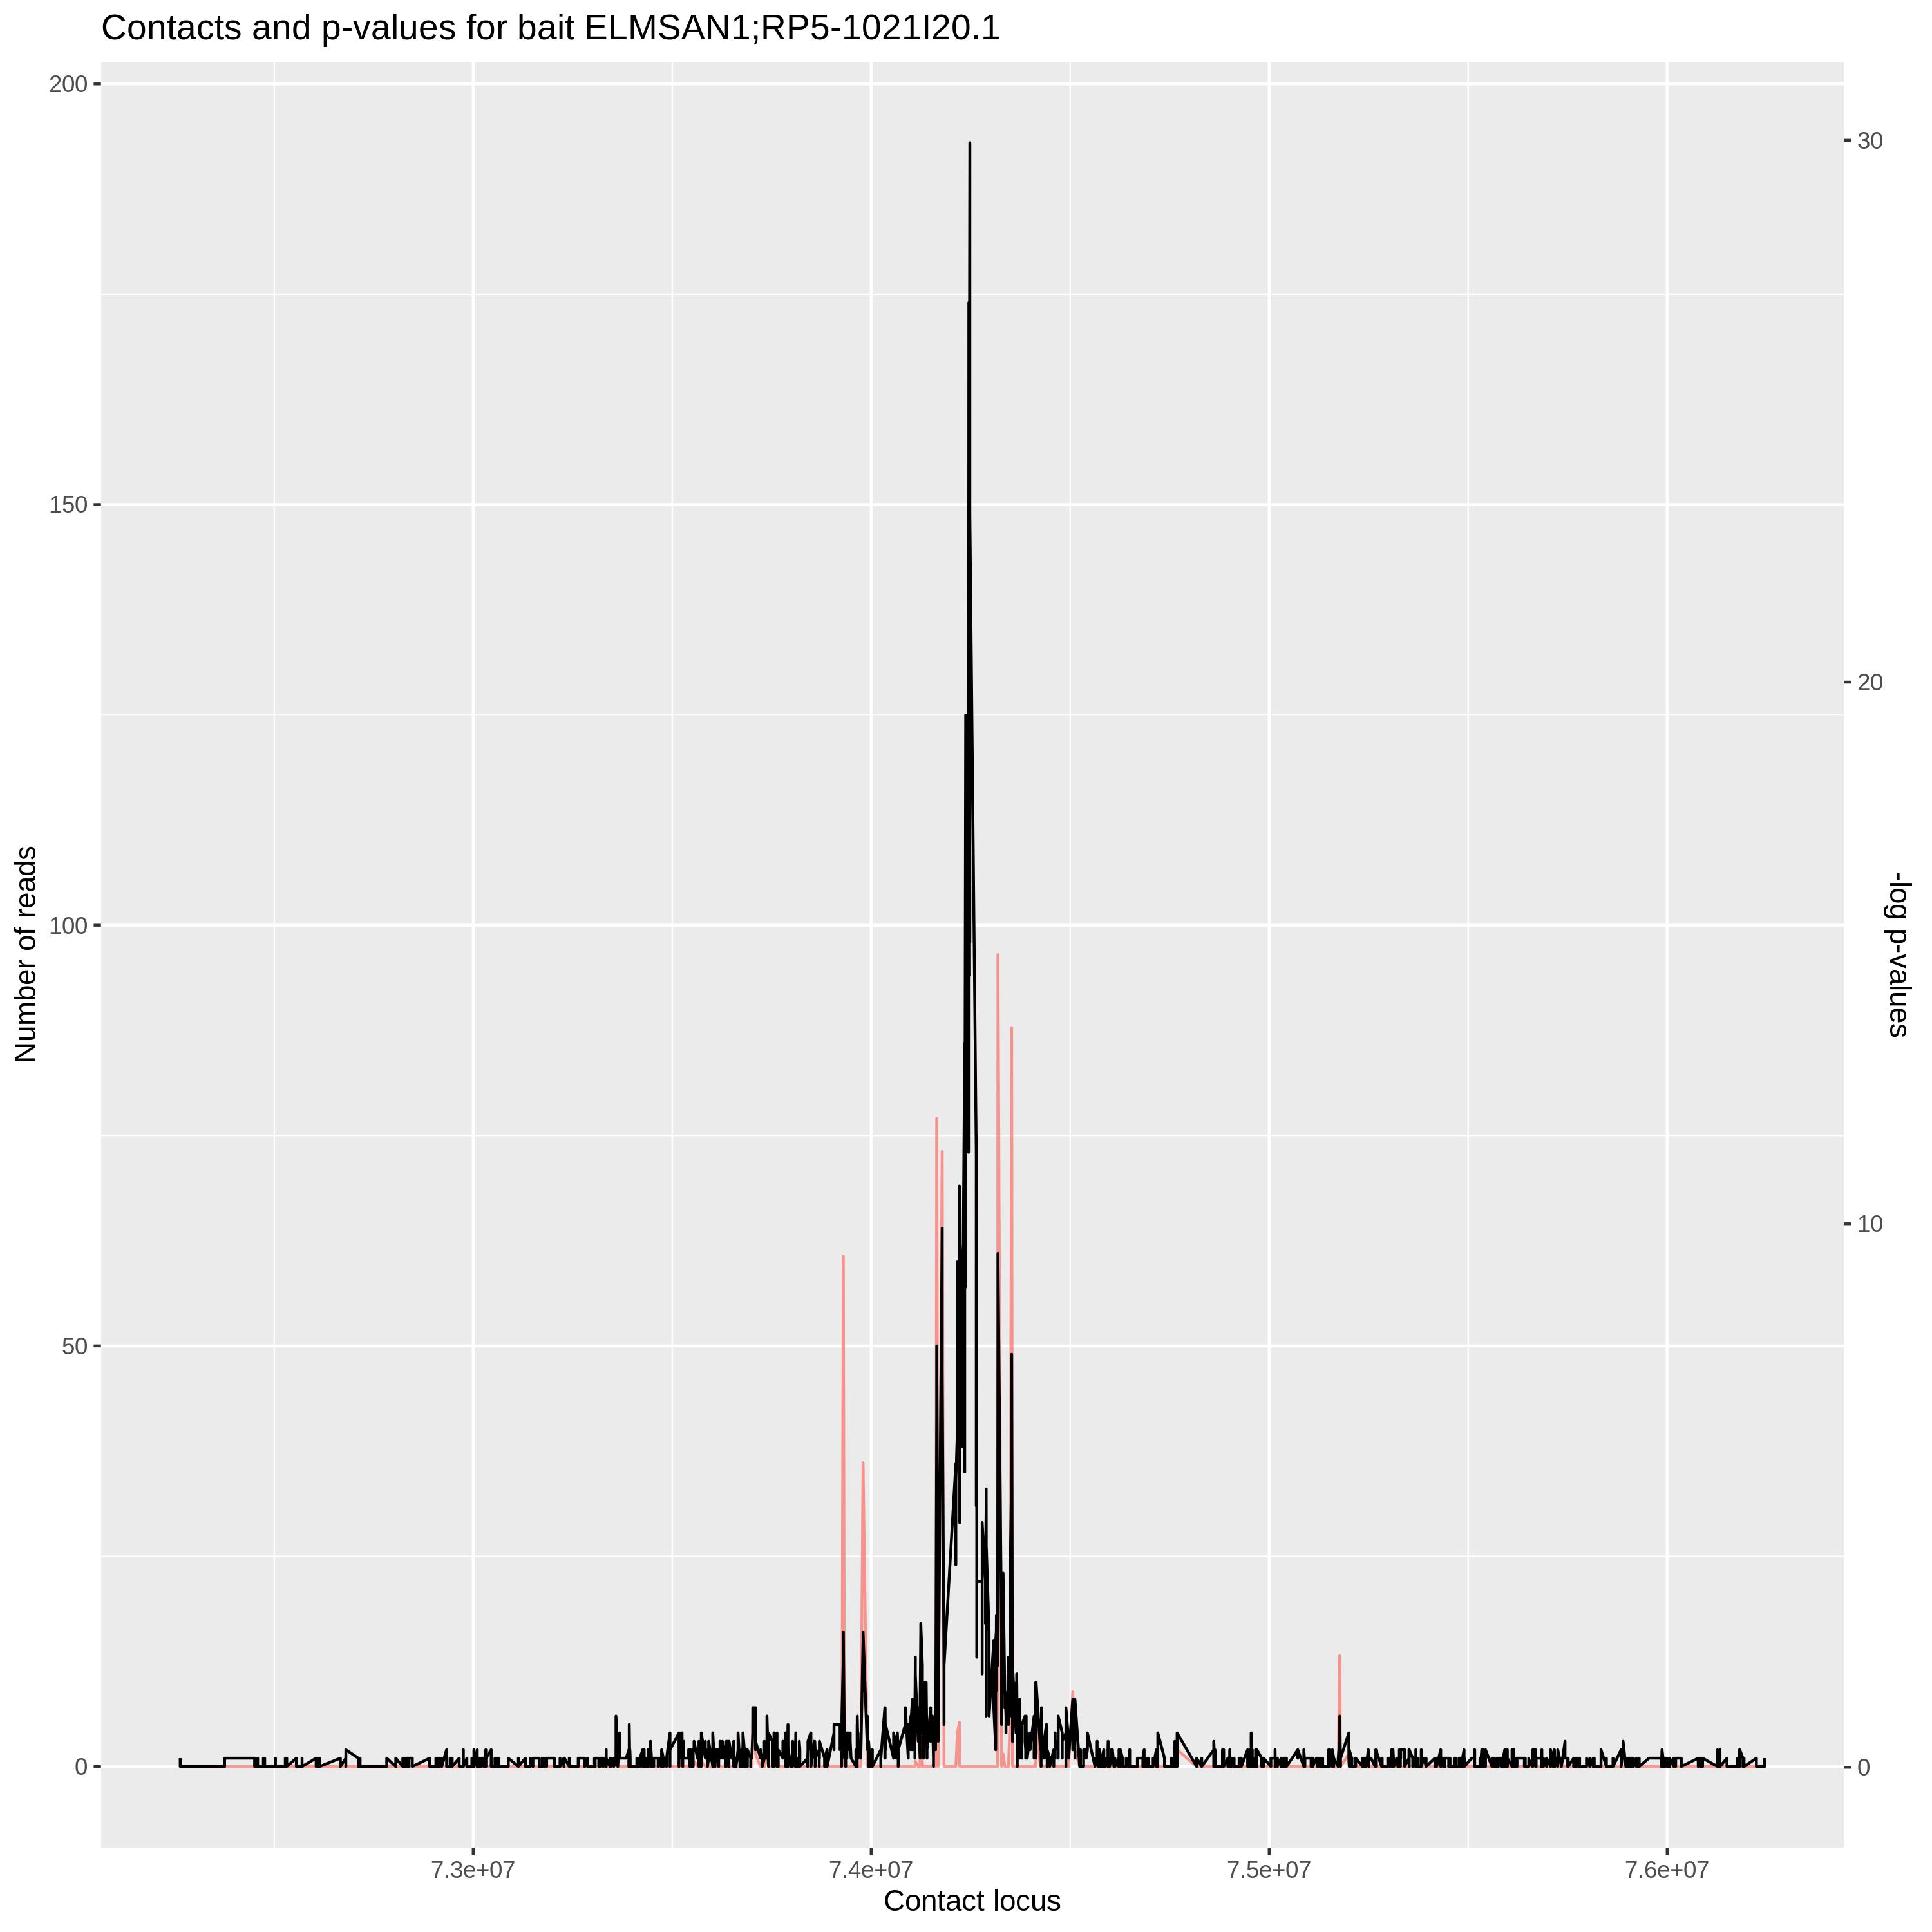 Contacts and p-values for bait ELMSAN1;RP5-1021I20.1
200
150
100
50
0
Number of reads
30
20
10
0
-log p-values
7.3e+07
7.4e+07
7.5e+07
7.6e+07
Contact locus